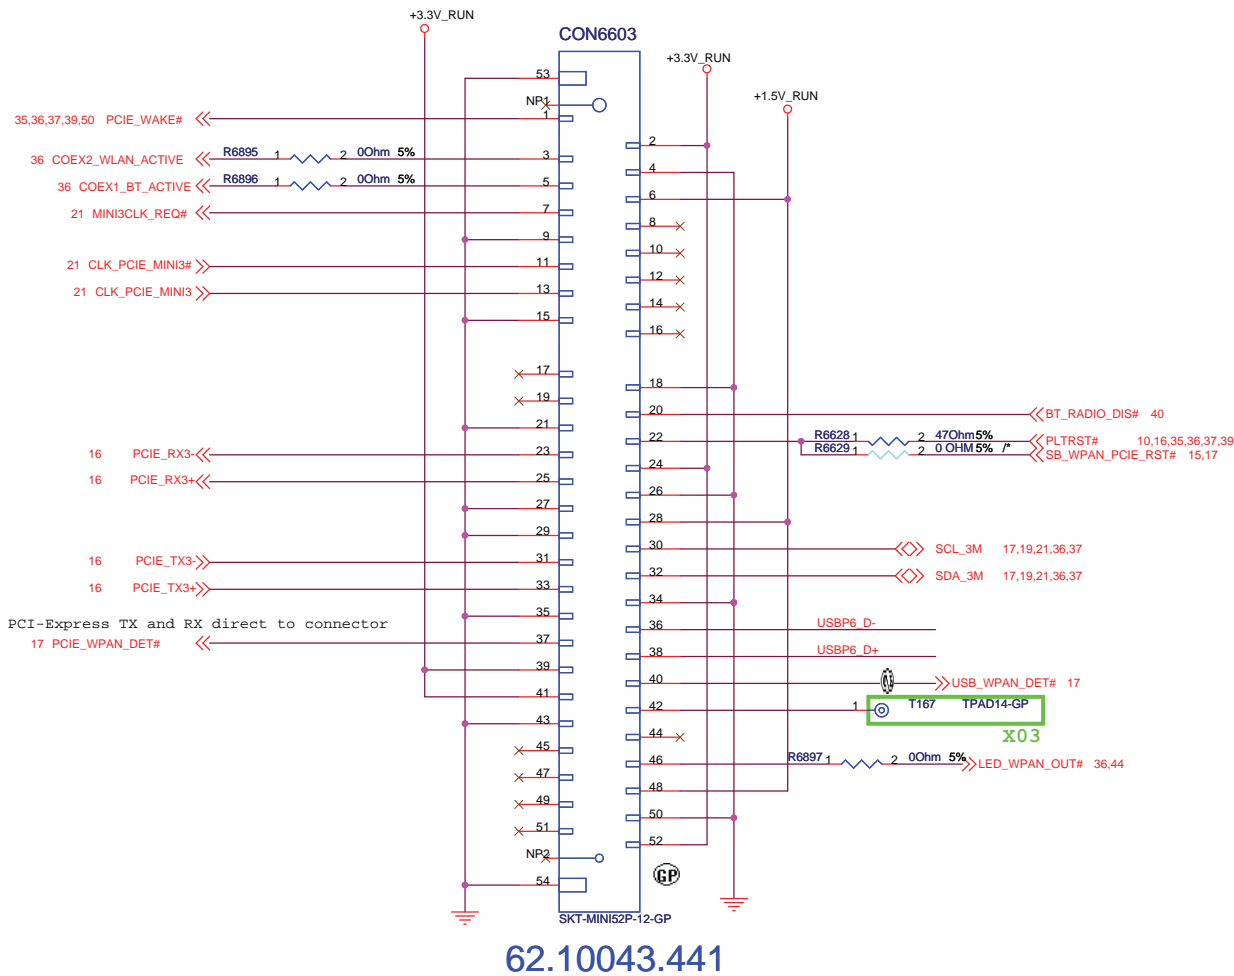 +3.3V_RUN
CON6603
+3.3V_RUN
+1.5V_RUN
53
NP1
35,36,37,39,50 PCIE_WAKE# 1
2
36 COEX2_WLAN_ACTIVE R6895 1 2 0Ohm 5% 3
4
36 COEX1_BT_ACTIVE R6896 1 2 0Ohm 5% 5
6
21 MINI3CLK_REQ# 7
8
9
10
21 CLK_PCIE_MINI3# 11
12
21 CLK_PCIE_MINI3 13
14
15
16
17
18
19
20 BT_RADIO_DIS# 40
21
22 R6628 1 2 47Ohm 5% PLTRST# 10,16,35,36,37,39
R6629 1 2 0 OHM 5% /* SB_WPAN_PCIE_RST# 15,17
16 PCIE_RX3- 23
24
16 PCIE_RX3+ 25
26
27
28
29
30 SCL_3M 17,19,21,36,37
16 PCIE_TX3- 31
32 SDA_3M 17,19,21,36,37
16 PCIE_TX3+ 33
34
35
PCI-Express TX and RX direct to connector
36 USBP6_D-
17 PCIE_WPAN_DET# 37
38 USBP6_D+
39
40 USB_WPAN_DET# 17
41
42 1 T167 TPAD14-GP
43
X03
44
45
46 R6897 1 2 0Ohm 5% LED_WPAN_OUT# 36,44
47
48
49
50
51
52
NP2
54
GP
SKT-MINI52P-12-GP
62.10043.441